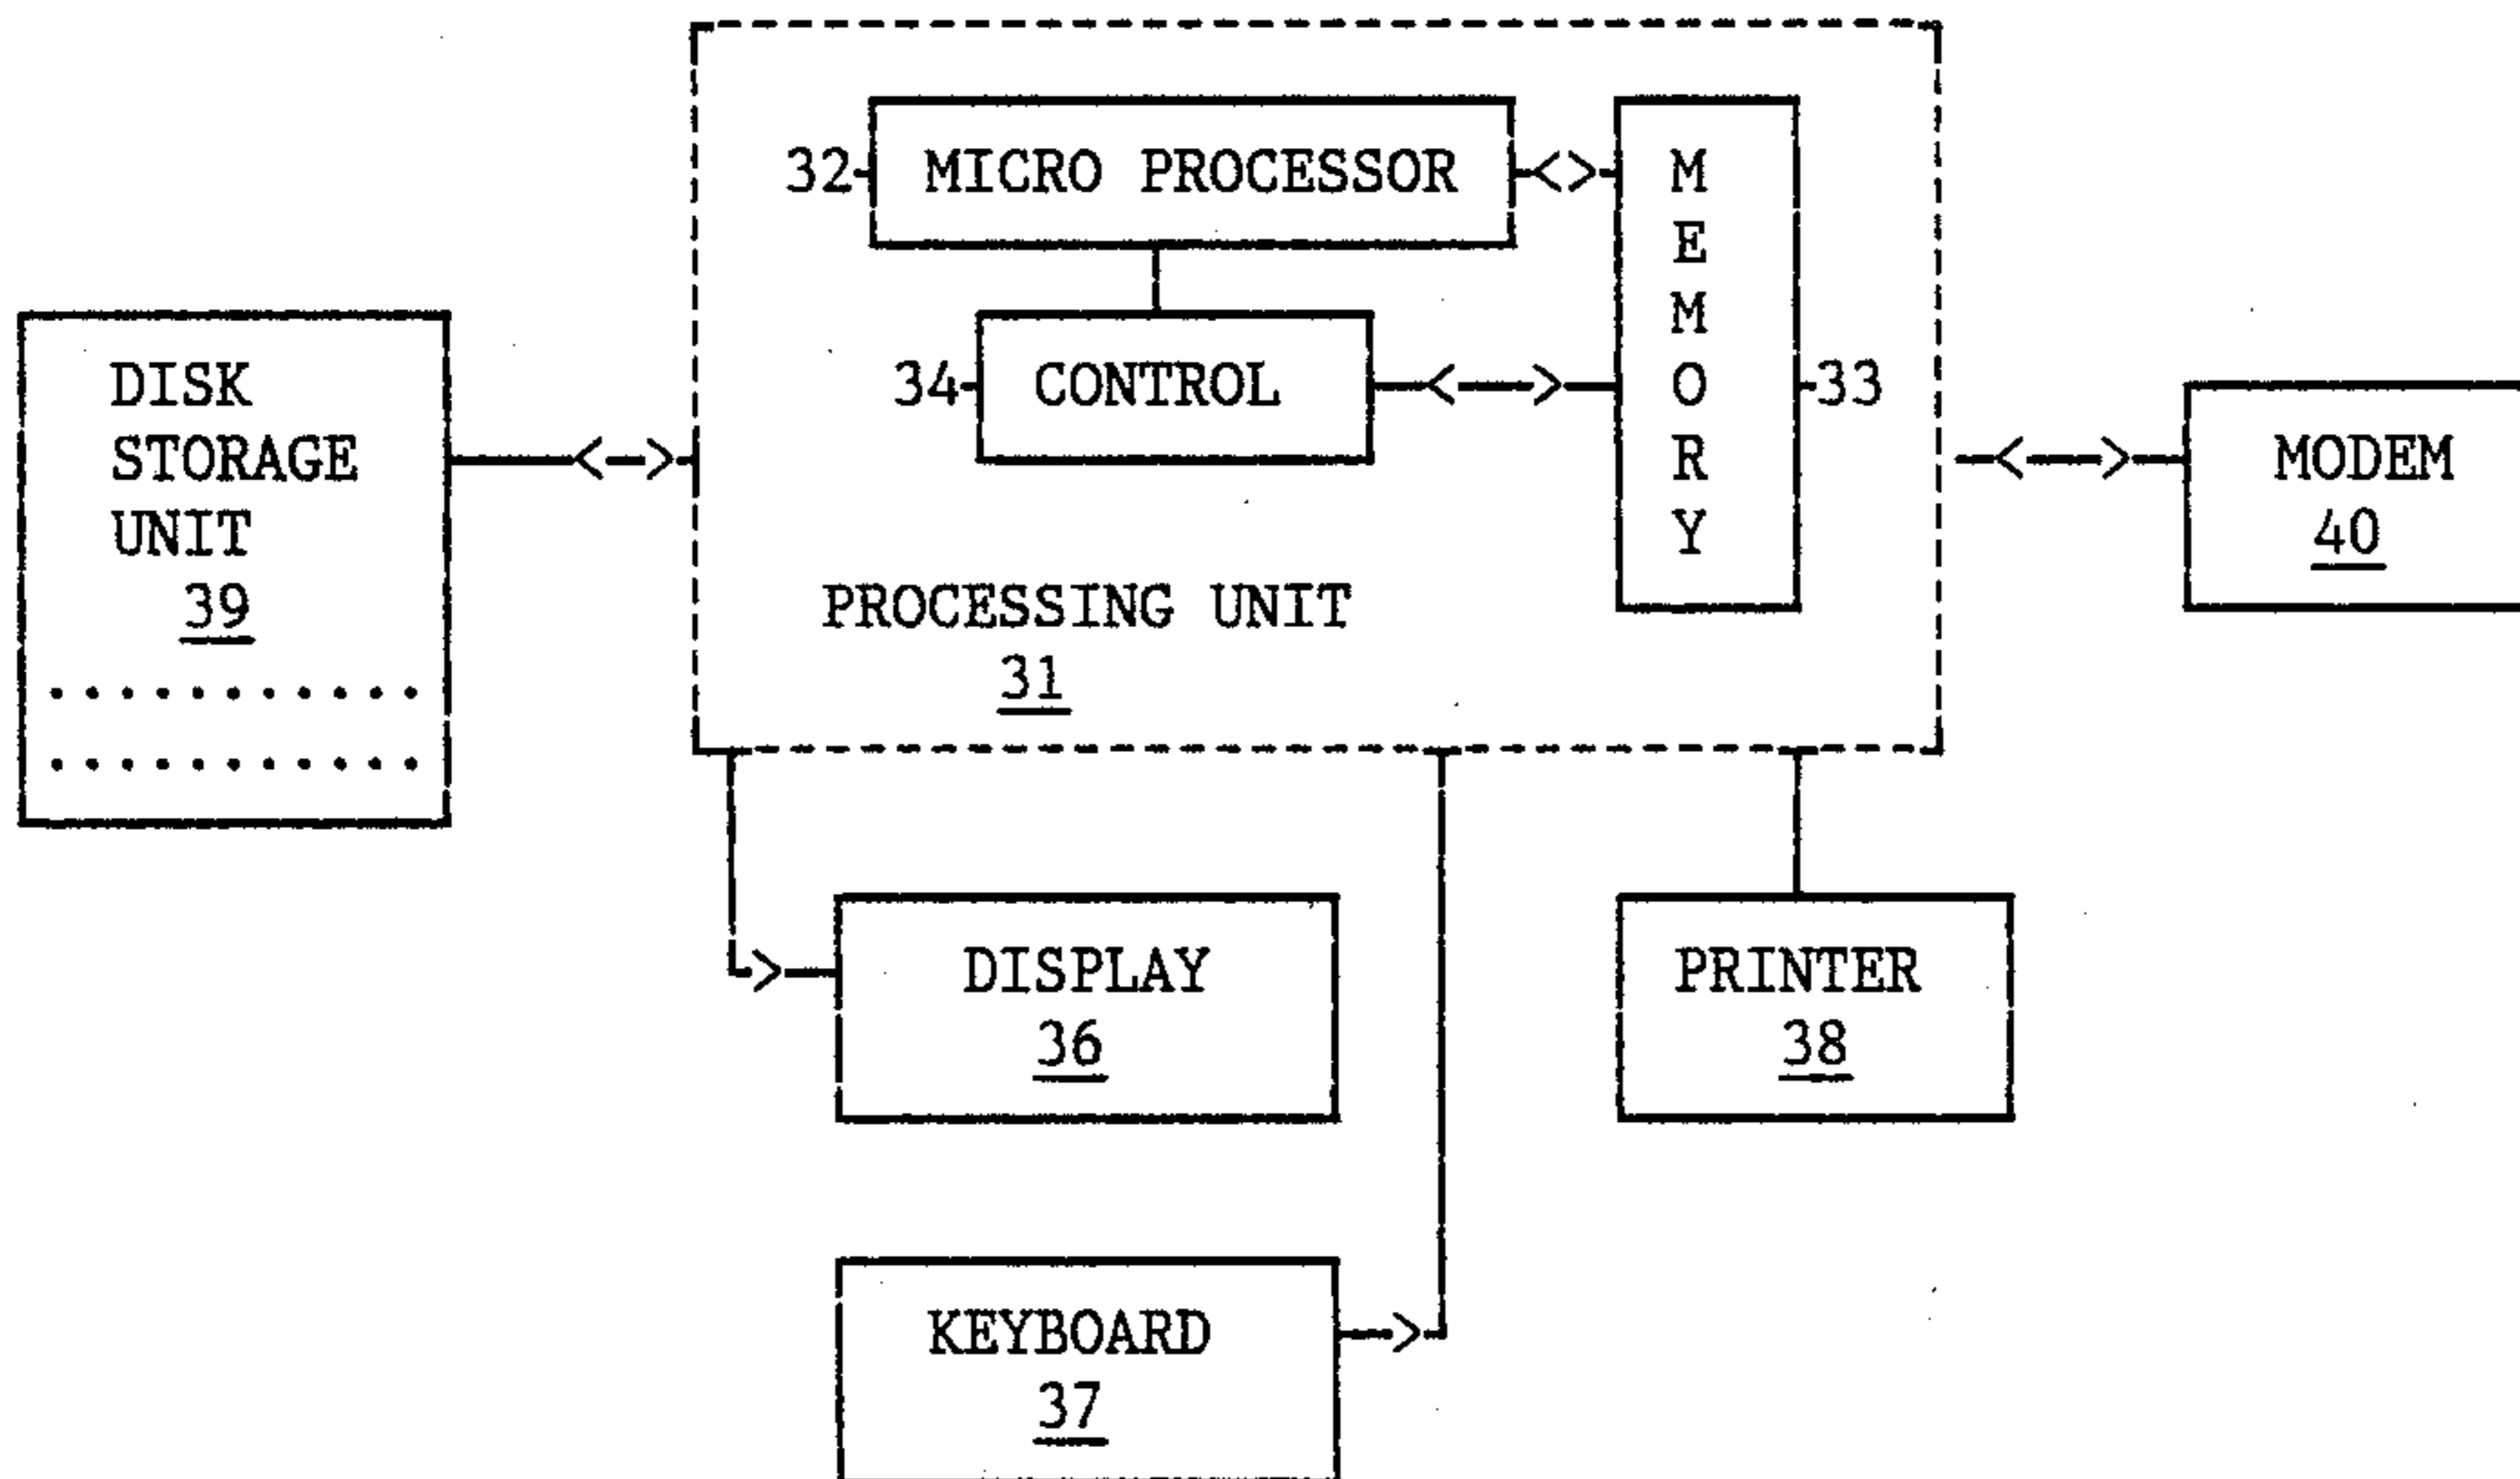 32 MICRO PROCESSOR
MEMORY
33
34 CONTROL
PROCESSING UNIT
31
DISK
STORAGE
UNIT
39
MODEM
40
DISPLAY
36
PRINTER
38
KEYBOARD
37